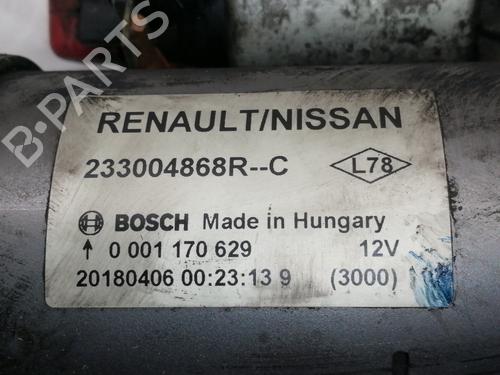 RENAULT/NISSAN
233004868R--C L78
BOSCH Made in Hungary
↑ 0 001 170 629 12V
20180406 00:23:13 9 (3000)